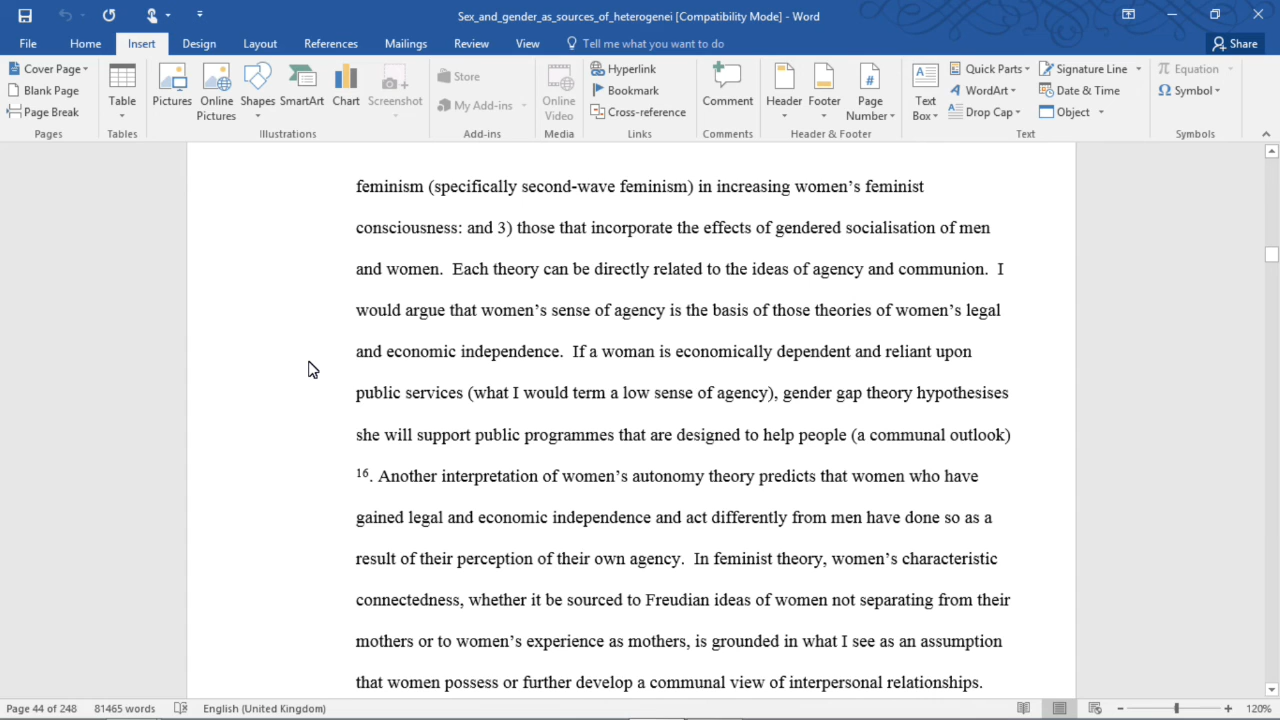 Sex_and_gender_as_sources_of_heterogenei [Compatibility Mode] - Word
File Home Insert Design Layout References Mailings Review View Tell me what you want to do Share
Cover Page
Blank Page
Page Break
Pages
Table
Tables
Pictures
Online Pictures
Shapes
SmartArt
Chart
Screenshot
Illustrations
Store
My Add-ins
Add-ins
Online Video
Media
Hyperlink
Bookmark
Cross-reference
Links
Comment
Comments
Header
Footer
Page Number
Header & Footer
Text Box
Quick Parts
WordArt
Drop Cap
Signature Line
Date & Time
Object
Text
Equation
Symbol
Symbols
feminism (specifically second-wave feminism) in increasing women’s feminist
consciousness: and 3) those that incorporate the effects of gendered socialisation of men
and women.  Each theory can be directly related to the ideas of agency and communion.  I
would argue that women’s sense of agency is the basis of those theories of women’s legal
and economic independence.  If a woman is economically dependent and reliant upon
public services (what I would term a low sense of agency), gender gap theory hypothesises
she will support public programmes that are designed to help people (a communal outlook)
16. Another interpretation of women’s autonomy theory predicts that women who have
gained legal and economic independence and act differently from men have done so as a
result of their perception of their own agency.  In feminist theory, women’s characteristic
connectedness, whether it be sourced to Freudian ideas of women not separating from their
mothers or to women’s experience as mothers, is grounded in what I see as an assumption
that women possess or further develop a communal view of interpersonal relationships.
Page 44 of 248 81465 words English (United Kingdom) 120%